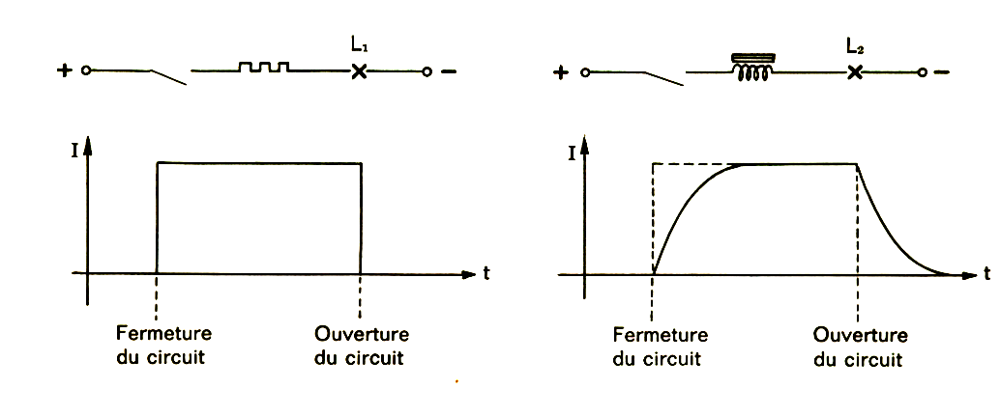 L₁
+ −
I
t
Fermeture
du circuit
Ouverture
du circuit
L₂
+ −
I
t
Fermeture
du circuit
Ouverture
du circuit